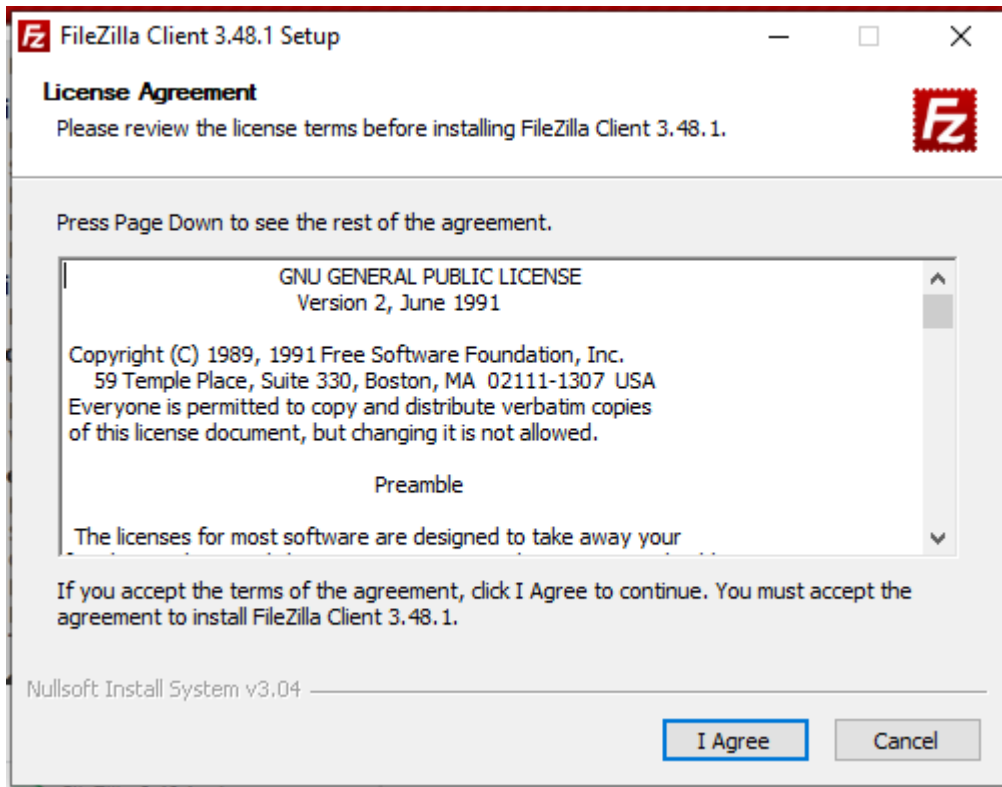 FileZilla Client 3.48.1 Setup
License Agreement
Please review the license terms before installing FileZilla Client 3.48.1.
Press Page Down to see the rest of the agreement.
GNU GENERAL PUBLIC LICENSE
Version 2, June 1991
Copyright (C) 1989, 1991 Free Software Foundation, Inc.
59 Temple Place, Suite 330, Boston, MA 02111-1307 USA
Everyone is permitted to copy and distribute verbatim copies
of this license document, but changing it is not allowed.
Preamble
The licenses for most software are designed to take away your
If you accept the terms of the agreement, click I Agree to continue. You must accept the
agreement to install FileZilla Client 3.48.1.
Nullsoft Install System v3.04
I Agree
Cancel